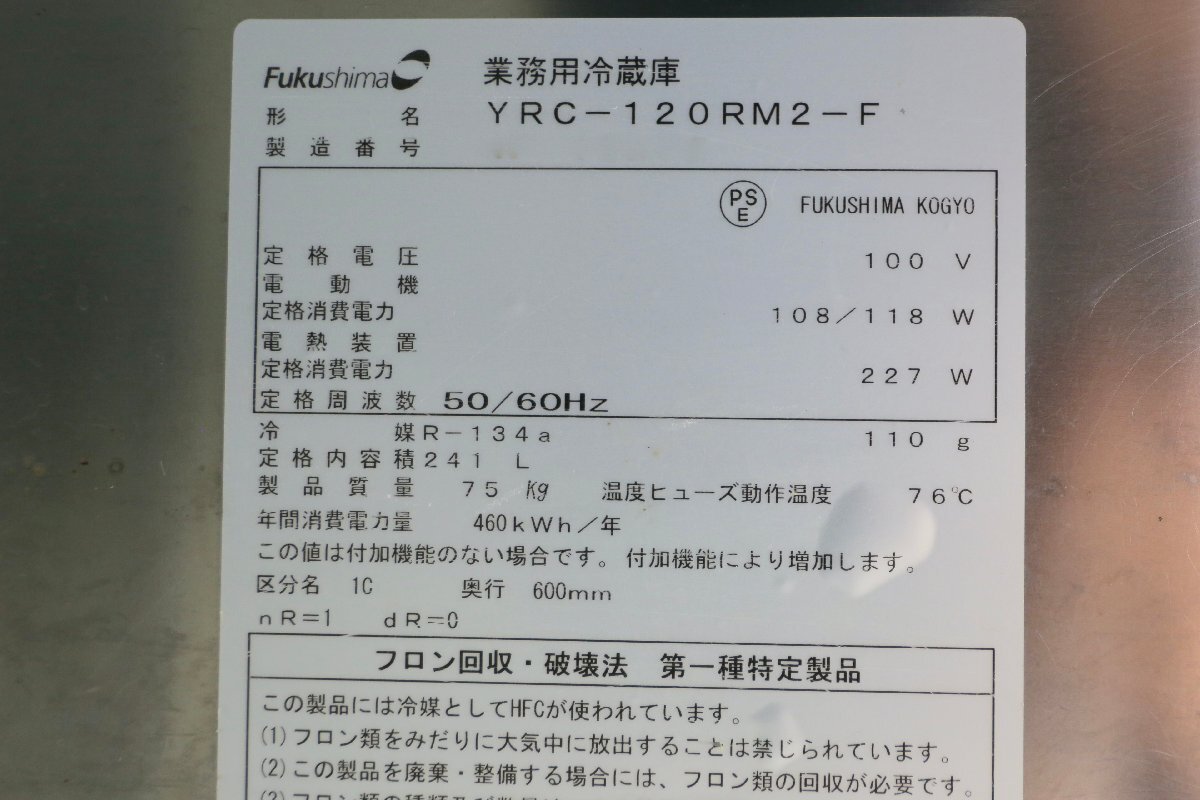 Fukushima 業務用冷蔵庫
形名 YRC-120RM2-F
製造番号
PSE FUKUSHIMA KOGYO
定格電圧 100 V
電動機
定格消費電力 108/118 W
電熱装置
定格消費電力 227 W
定格周波数 50/60Hz
冷媒 R-134a 110 g
定格内容積 241 L
製品質量 75 Kg 温度ヒューズ動作温度 76℃
年間消費電力量 460kWh/年
この値は付加機能のない場合です。付加機能により増加します。
区分名 1C 奥行 600mm
nR=1 dR=0
フロン回収・破壊法 第一種特定製品
この製品には冷媒としてHFCが使われています。
(1)フロン類をみだりに大気中に放出することは禁じられています。
(2)この製品を廃棄・整備する場合には、フロン類の回収が必要です。